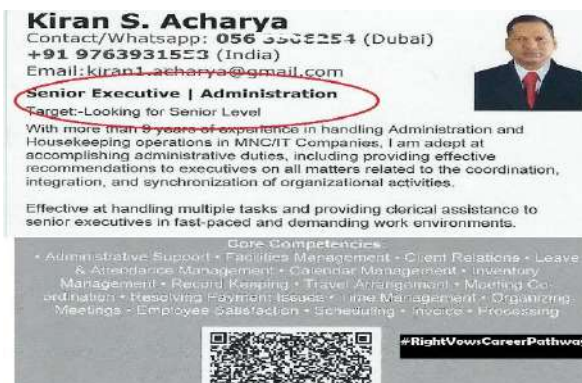 Kiran S. Acharya
Contact/Whatsapp: 056 (Dubai)
+91 9763931553 (India)
Email:kiran1.acharya@gmail.com
Senior Executive | Administration
Target:-Looking for Senior Level
With more than 9 years of experience in handling Administration and
Housekeeping operations in MNC/IT Companies, I am adept at
accomplishing administrative duties, including providing effective
recommendations to executives on all matters related to the coordination,
integration, and synchronization of organizational activities.
Effective at handling multiple tasks and providing clerical assistance to
senior executives in fast-paced and demanding work environments.
Core Competencies
• Administrative Support • Facilities Management • Client Relations • Leave
& Attendance Management • Calendar Management • Inventory
Management • Record Keeping • Travel Arrangement • Meeting Co-
ordination • Resolving Payment Issues • Time Management • Organizing
Meetings • Employee Satisfaction • Scheduling • Invoice • Processing
#RightVowsCareerPathway